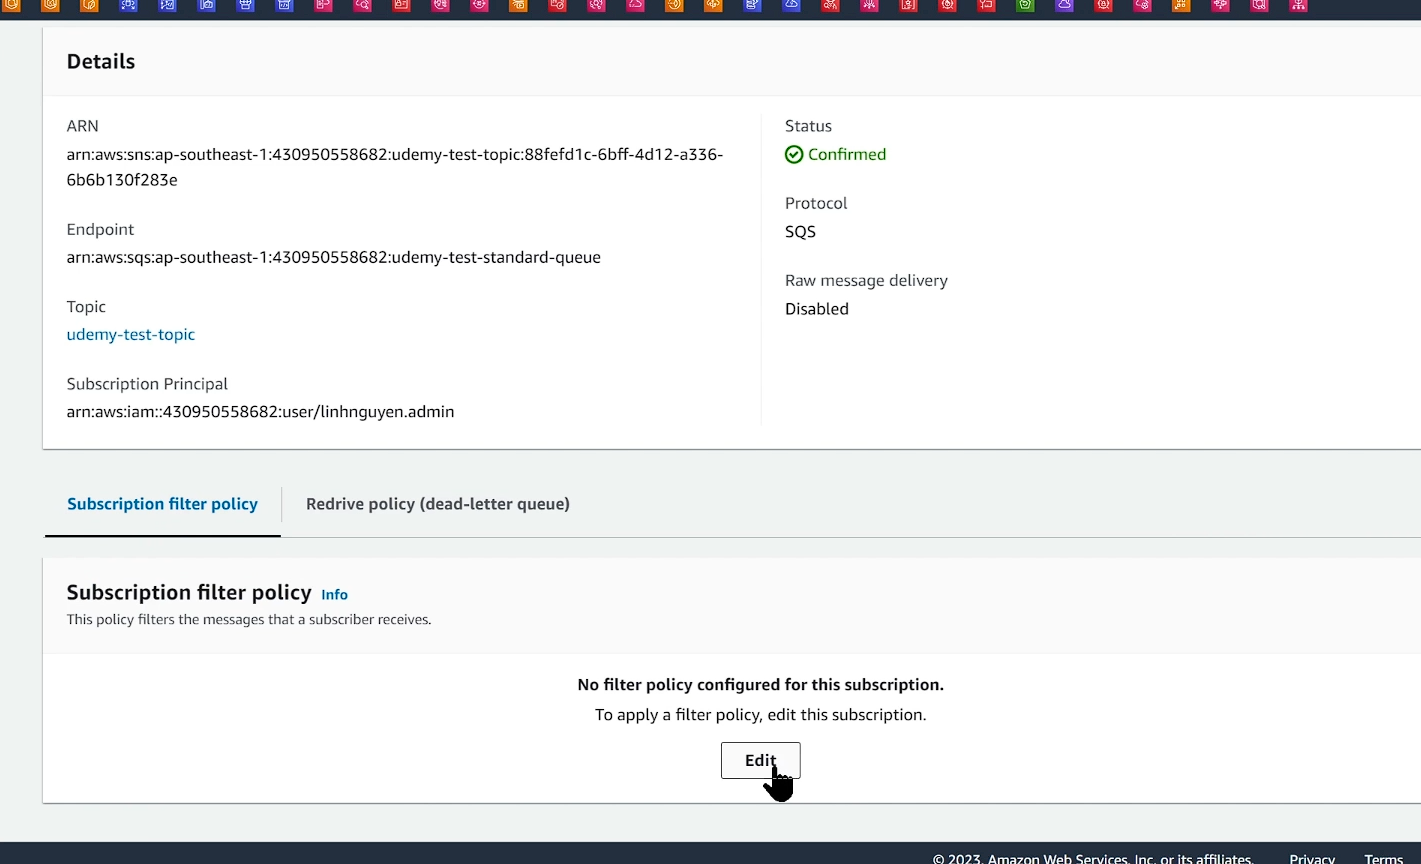 Details
ARN
arn:aws:sns:ap-southeast-1:430950558682:udemy-test-topic:88fefd1c-6bff-4d12-a336-
6b6b130f283e
Endpoint
arn:aws:sqs:ap-southeast-1:430950558682:udemy-test-standard-queue
Topic
udemy-test-topic
Subscription Principal
arn:aws:iam::430950558682:user/linhnguyen.admin
Status
Confirmed
Protocol
SQS
Raw message delivery
Disabled
Subscription filter policy
Redrive policy (dead-letter queue)
Subscription filter policy Info
This policy filters the messages that a subscriber receives.
No filter policy configured for this subscription.
To apply a filter policy, edit this subscription.
Edit
© 2023, Amazon Web Services, Inc. or its affiliates. Privacy Terms